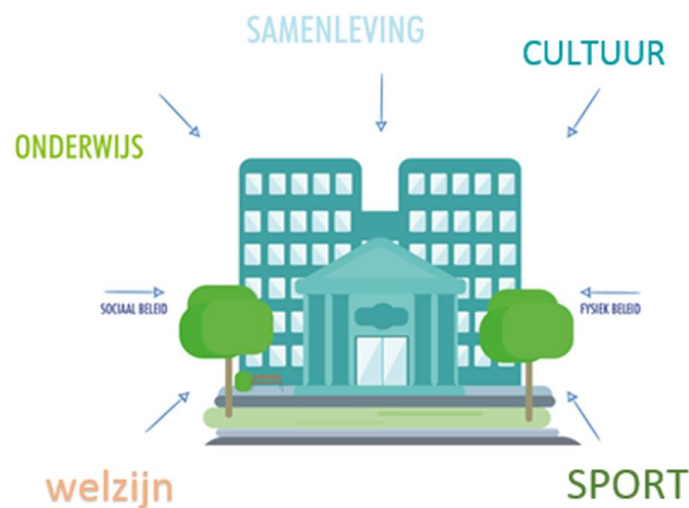 SAMENLEVING
CULTUUR
ONDERWIJS
SOCIAAL BELEID
FYSIEK BELEID
welzijn
SPORT